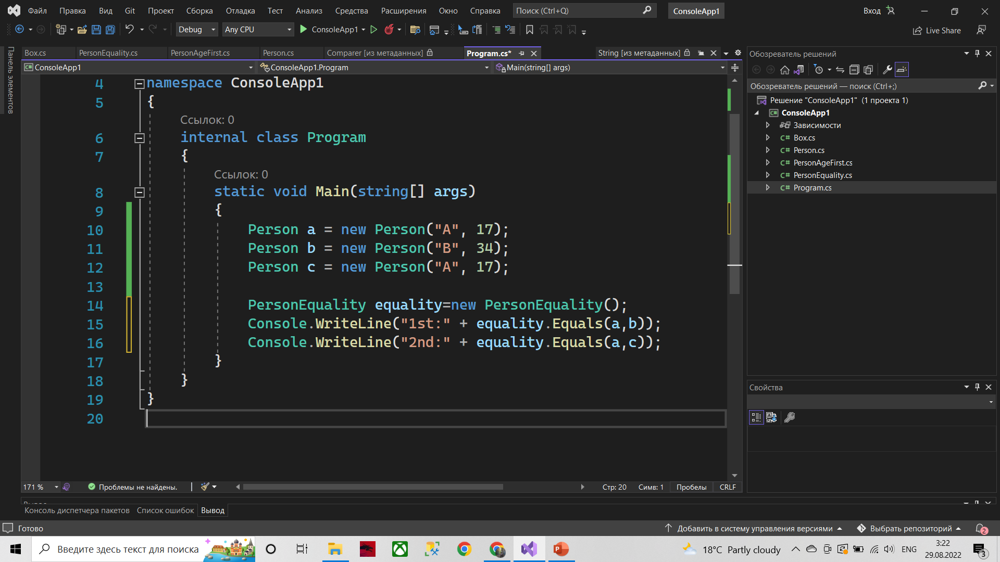 Файл Правка Вид Git Проект Сборка Отладка Тест Анализ Средства Расширения Окно Справка Поиск (Ctrl+Q) ConsoleApp1 Вход
Debug Any CPU ConsoleApp1 Live Share
Панель элементов
Box.cs PersonEquality.cs PersonAgeFirst.cs Person.cs Comparer [из метаданных] Program.cs* String [из метаданных]
ConsoleApp1 ConsoleApp1.Program Main(string[] args)
4 namespace ConsoleApp1
5 {
Ссылок: 0
6 internal class Program
7 {
Ссылок: 0
8 static void Main(string[] args)
9 {
10 Person a = new Person("A", 17);
11 Person b = new Person("B", 34);
12 Person c = new Person("A", 17);
13
14 PersonEquality equality=new PersonEquality();
15 Console.WriteLine("1st:" + equality.Equals(a,b));
16 Console.WriteLine("2nd:" + equality.Equals(a,c));
17 }
18 }
19 }
20
171 % Проблемы не найдены. Стр: 20 Симв: 1 Пробелы CRLF
Обозреватель решений
Обозреватель решений — поиск (Ctrl+;)
Решение "ConsoleApp1" (1 проекта 1)
C# ConsoleApp1
Зависимости
C# Box.cs
C# Person.cs
C# PersonAgeFirst.cs
C# PersonEquality.cs
C# Program.cs
Свойства
Вывод
Консоль диспетчера пакетов Список ошибок Вывод
Готово Добавить в систему управления версиями Выбрать репозиторий 2
Введите здесь текст для поиска 18°C Partly cloudy ENG 3:22
29.08.2022 3